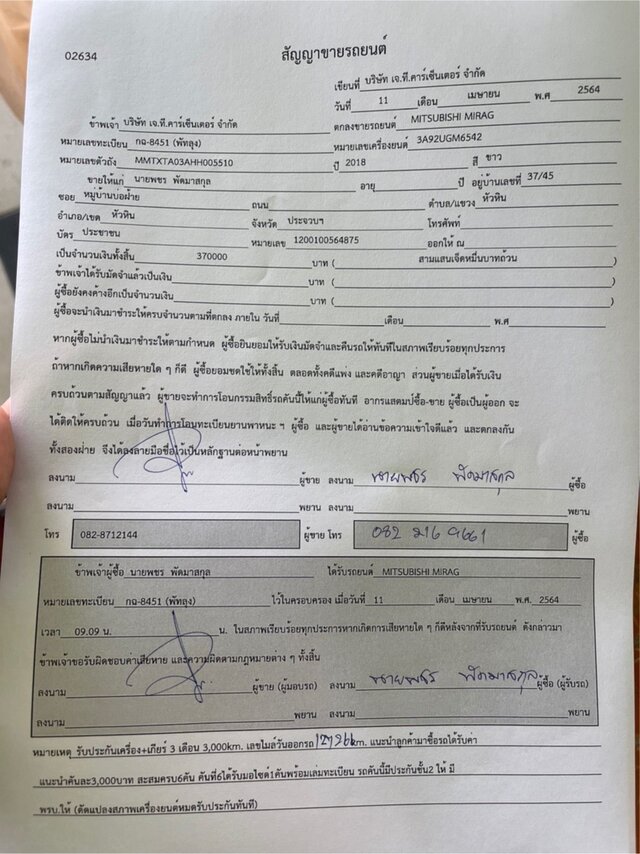 02634
สัญญาขายรถยนต์
เขียนที่ บริษัท เจ.ที.คาร์เซ็นเตอร์ จำกัด
วันที่ 11 เดือน เมษายน พ.ศ 2564
ข้าพเจ้า บริษัท เจ.ที.คาร์เซ็นเตอร์ จำกัด ตกลงขายรถยนต์ MITSUBISHI MIRAG
หมายเลขทะเบียน กฉ-8451 (พัทลุง) หมายเลขเครื่องยนต์ 3A92UGM6542
หมายเลขตัวถัง MMTXTA03AHH005510 ปี 2018 สี ขาว
ขายให้แก่ นายพชร พัดมาสกุล อายุ ปี อยู่บ้านเลขที่ 37/45
ซอย หมู่บ้านบ่อฝ้าย ถนน ตำบล/แขวง หัวหิน
อำเภอ/เขต หัวหิน จังหวัด ประจวบฯ โทรศัพท์
บัตร ประชาชน หมายเลข 1200100564875 ออกให้ ณ
เป็นจำนวนเงินทั้งสิ้น 370000 บาท ( สามแสนเจ็ดหมื่นบาทถ้วน )
ข้าพเจ้าได้รับมัดจำแล้วเป็นเงิน บาท ( )
ผู้ซื้อยังคงค้างอีกเป็นจำนวนเงิน บาท ( )
ผู้ซื้อจะนำเงินมาชำระให้ครบจำนวนตามที่ตกลง ภายใน วันที่ เดือน พ.ศ
หากผู้ซื้อไม่นำเงินมาชำระให้ตามกำหนด ผู้ซื้อยินยอมให้ริบเงินมัดจำและคืนรถให้ทันทีในสภาพเรียบร้อยทุกประการ
ถ้าหากเกิดความเสียหายใด ๆ ก็ดี ผู้ซื้อยอมชดใช้ให้ทั้งสิ้น ตลอดทั้งคดีแพ่ง และคดีอาญา ส่วนผู้ขายเมื่อได้รับเงิน
ครบถ้วนตามสัญญาแล้ว ผู้ขายจะทำการโอนกรรมสิทธิ์รถคันนี้ให้แก่ผู้ซื้อทันที อากรแสตมป์ซื้อ-ขาย ผู้ซื้อเป็นผู้ออก จะ
ได้ติดให้ครบถ้วน เมื่อวันทำการโอนทะเบียนยานพาหนะ ฯ ผู้ซื้อ และผู้ขายได้อ่านข้อความเข้าใจดีแล้ว และตกลงกัน
ทั้งสองฝ่าย จึงได้ลงลายมือชื่อไว้เป็นหลักฐานต่อหน้าพยาน
ลงนาม ผู้ขาย ลงนาม นายพชร พัดมาสกุล ผู้ซื้อ
ลงนาม พยาน ลงนาม พยาน
โทร 082-8712144 ผู้ขาย โทร 082 216 9661 ผู้ซื้อ
ข้าพเจ้าผู้ซื้อ นายพชร พัดมาสกุล ได้รับรถยนต์ MITSUBISHI MIRAG
หมายเลขทะเบียน กฉ-8451 (พัทลุง) ไว้ในครอบครอง เมื่อวันที่ 11 เดือน เมษายน พ.ศ. 2564
เวลา 09.09 น. น. ในสภาพเรียบร้อยทุกประการหากเกิดการเสียหายใด ๆ ก็ดีหลังจากที่รับรถยนต์ ดังกล่าวมา
ข้าพเจ้าขอรับผิดชอบค่าเสียหาย และความผิดตามกฎหมายต่าง ๆ ทั้งสิ้น
ลงนาม ผู้ขาย (ผู้มอบรถ) ลงนาม นายพชร พัดมาสกุล ผู้ซื้อ (ผู้รับรถ)
ลงนาม พยาน ลงนาม พยาน
หมายเหตุ รับประกันเครื่อง+เกียร์ 3 เดือน 3,000km. เลขไมล์วันออกรถ km. แนะนำลูกค้ามาซื้อรถได้รับค่า
แนะนำคันละ3,000บาท สะสมครบ6คัน คันที่6ได้รับมอไซด์1คันพร้อมเล่มทะเบียน รถคันนี้มีประกันชั้น2 ให้ มี
พรบ.ให้ (ดัดแปลงสภาพเครื่องยนต์หมดรับประกันทันที)